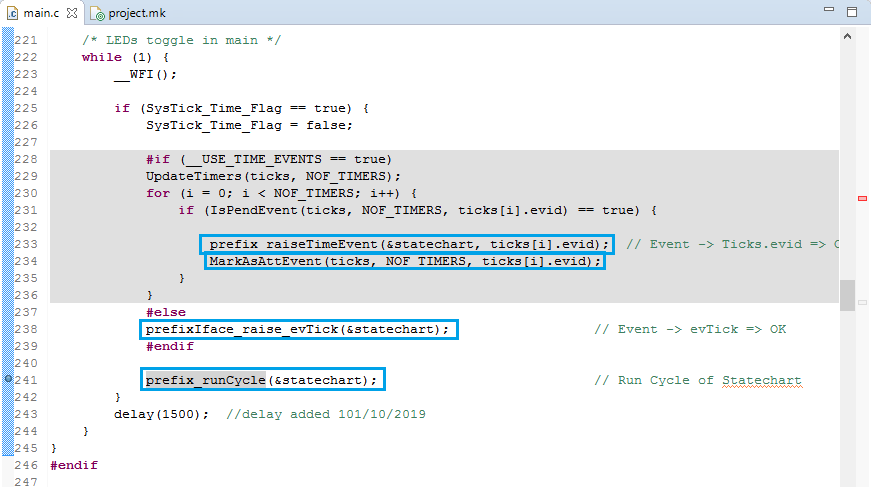 main.c project.mk
221 /* LEDs toggle in main */
222 while (1) {
223 __WFI();
224
225 if (SysTick_Time_Flag == true) {
226 SysTick_Time_Flag = false;
227
228 #if (__USE_TIME_EVENTS == true)
229 UpdateTimers(ticks, NOF_TIMERS);
230 for (i = 0; i < NOF_TIMERS; i++) {
231 if (IsPendEvent(ticks, NOF_TIMERS, ticks[i].evid) == true) {
232
233 prefix_raiseTimeEvent(&statechart, ticks[i].evid); // Event -> Ticks.evid =>
234 MarkAsAttEvent(ticks, NOF_TIMERS, ticks[i].evid);
235 }
236 }
237 #else
238 prefixIface_raise_evTick(&statechart); // Event -> evTick => OK
239 #endif
240
241 prefix_runCycle(&statechart); // Run Cycle of Statechart
242 }
243 delay(1500); //delay added 101/10/2019
244 }
245 }
246 #endif
247